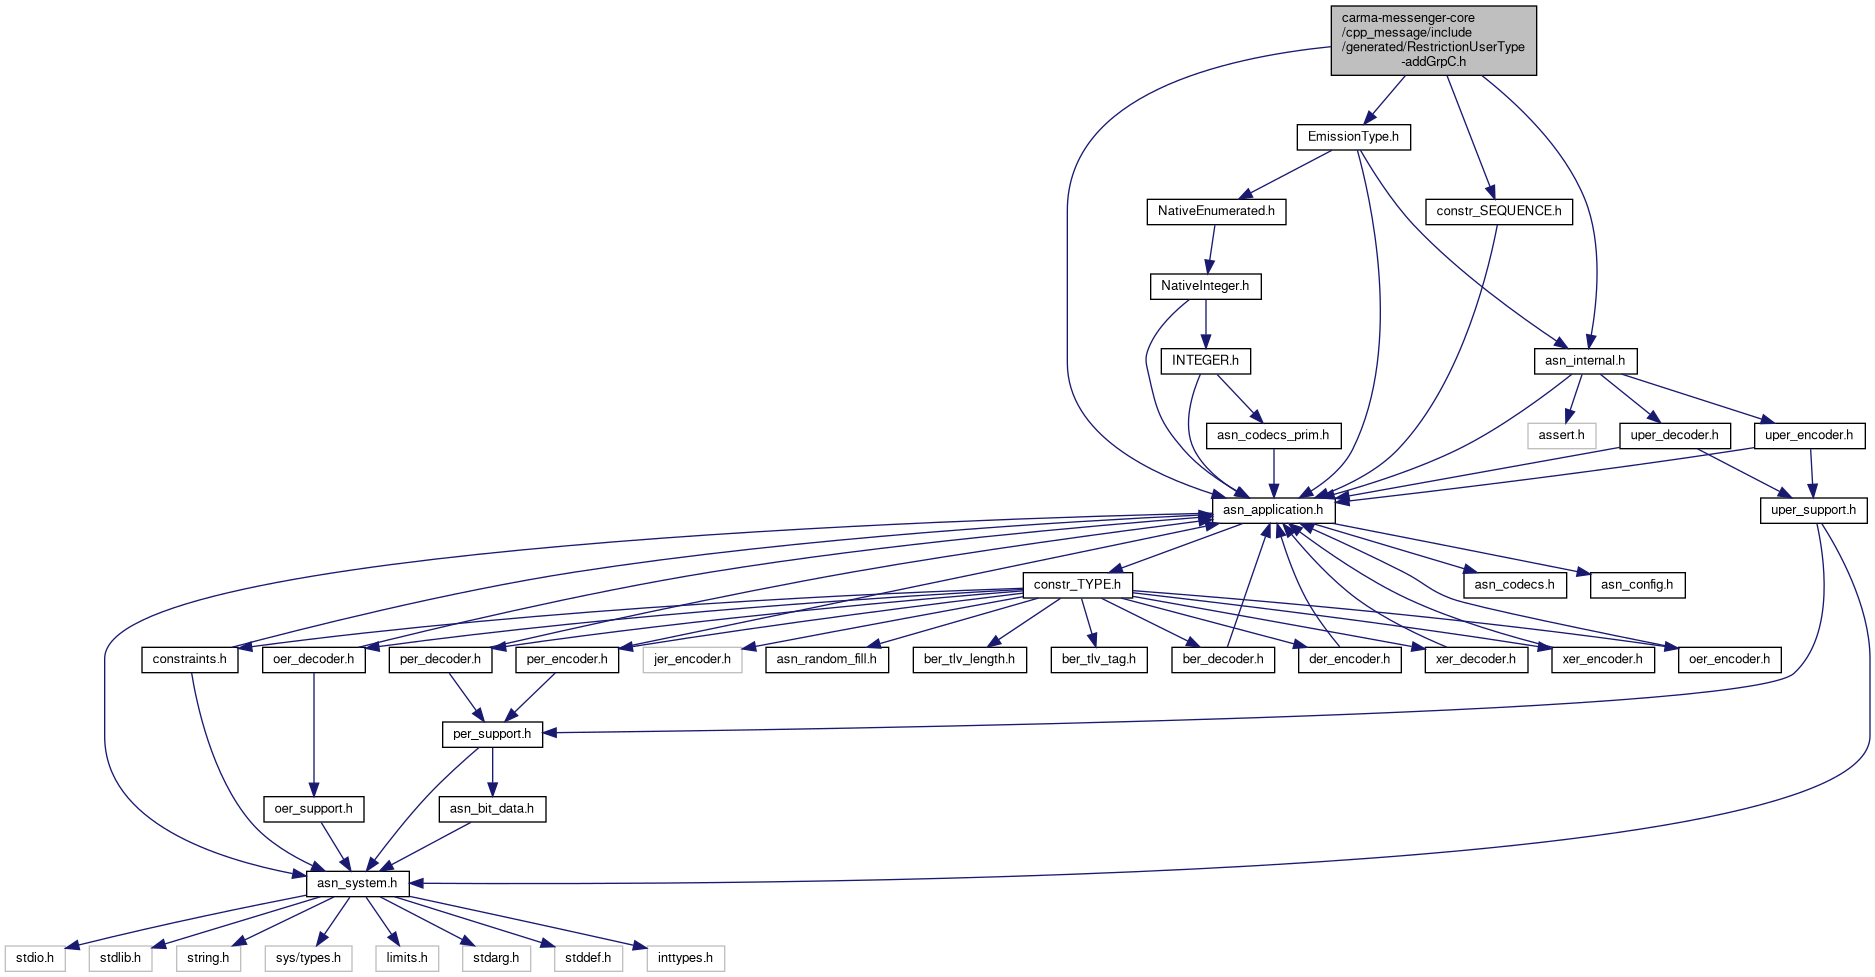 carma-messenger-core
/cpp_message/include
/generated/RestrictionUserType
-addGrpC.h
EmissionType.h
NativeEnumerated.h
constr_SEQUENCE.h
NativeInteger.h
INTEGER.h
asn_internal.h
asn_codecs_prim.h
assert.h
uper_decoder.h
uper_encoder.h
asn_application.h
uper_support.h
constr_TYPE.h
asn_codecs.h
asn_config.h
constraints.h
oer_decoder.h
per_decoder.h
per_encoder.h
jer_encoder.h
asn_random_fill.h
ber_tlv_length.h
ber_tlv_tag.h
ber_decoder.h
der_encoder.h
xer_decoder.h
xer_encoder.h
oer_encoder.h
per_support.h
oer_support.h
asn_bit_data.h
asn_system.h
stdio.h
stdlib.h
string.h
sys/types.h
limits.h
stdarg.h
stddef.h
inttypes.h